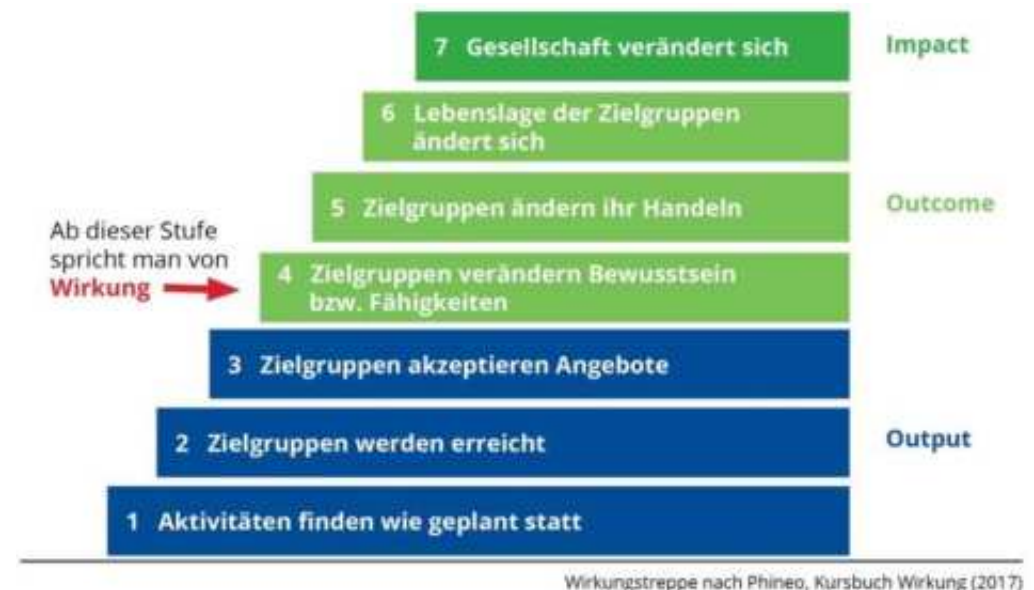 7 Gesellschaft verändert sich
Impact
6 Lebenslage der Zielgruppen
ändert sich
5 Zielgruppen ändern ihr Handeln
Outcome
Ab dieser Stufe
spricht man von
Wirkung
4 Zielgruppen verändern Bewusstsein
bzw. Fähigkeiten
3 Zielgruppen akzeptieren Angebote
2 Zielgruppen werden erreicht
Output
1 Aktivitäten finden wie geplant statt
Wirkungstreppe nach Phineo, Kursbuch Wirkung (2017)